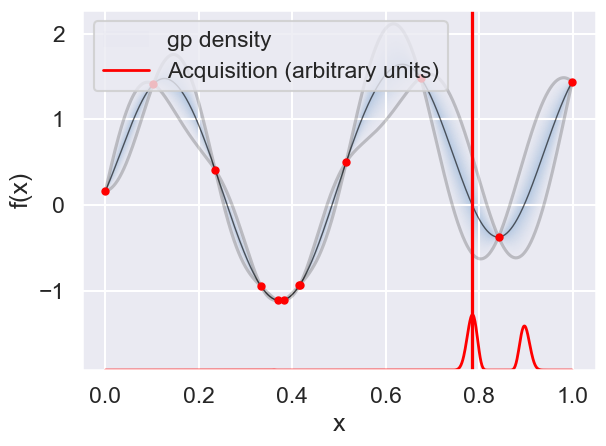 gp density
Acquisition (arbitrary units)
2
1
0
−1
f(x)
0.0 0.2 0.4 0.6 0.8 1.0
x